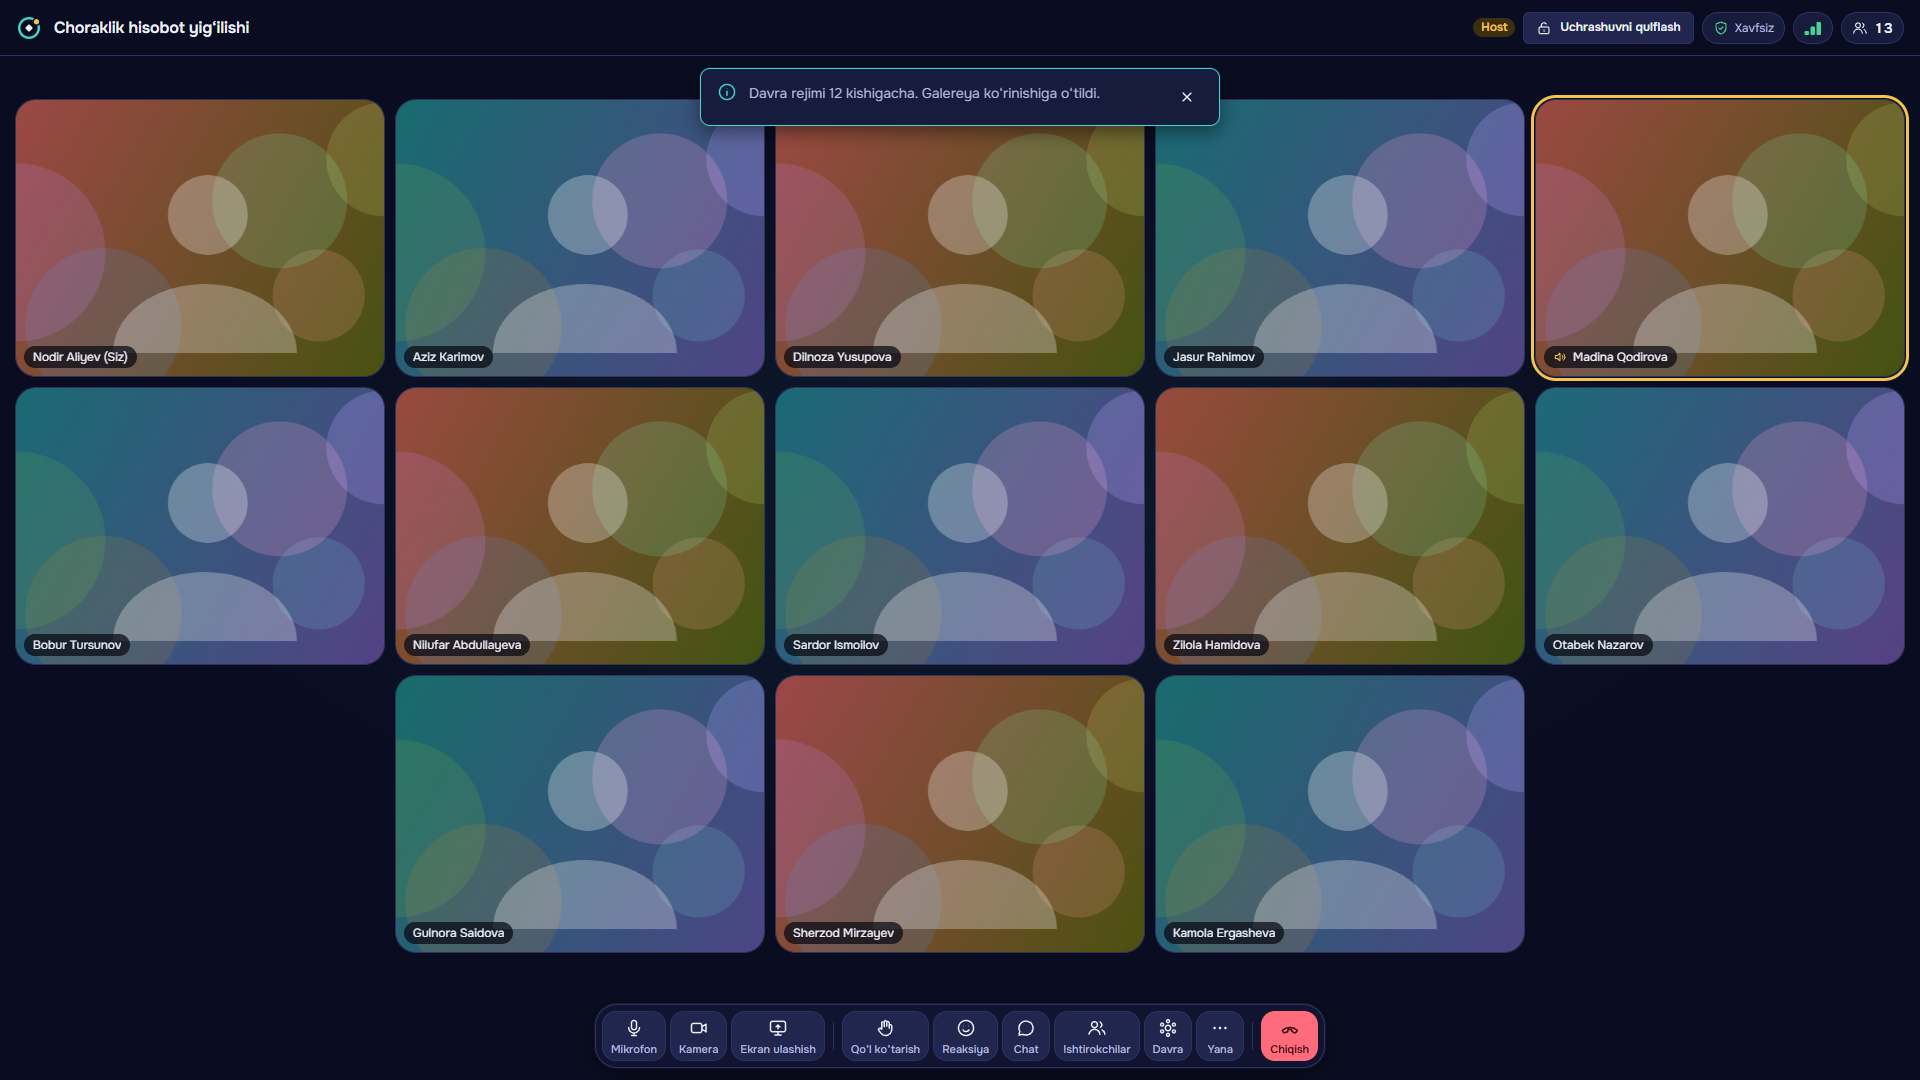 Choraklik hisobot yig‘ilishi
Host
Uchrashuvni qulflash
Xavfsiz
13
Davra rejimi 12 kishigacha. Galereya ko‘rinishiga o‘tildi.
Nodir Aliyev (Siz)
Aziz Karimov
Dilnoza Yusupova
Jasur Rahimov
Madina Qodirova
Bobur Tursunov
Nilufar Abdullayeva
Sardor Ismoilov
Zilola Hamidova
Otabek Nazarov
Gulnora Saidova
Sherzod Mirzayev
Kamola Ergasheva
Mikrofon
Kamera
Ekran ulashish
Qo‘l ko‘tarish
Reaksiya
Chat
Ishtirokchilar
Davra
Yana
Chiqish